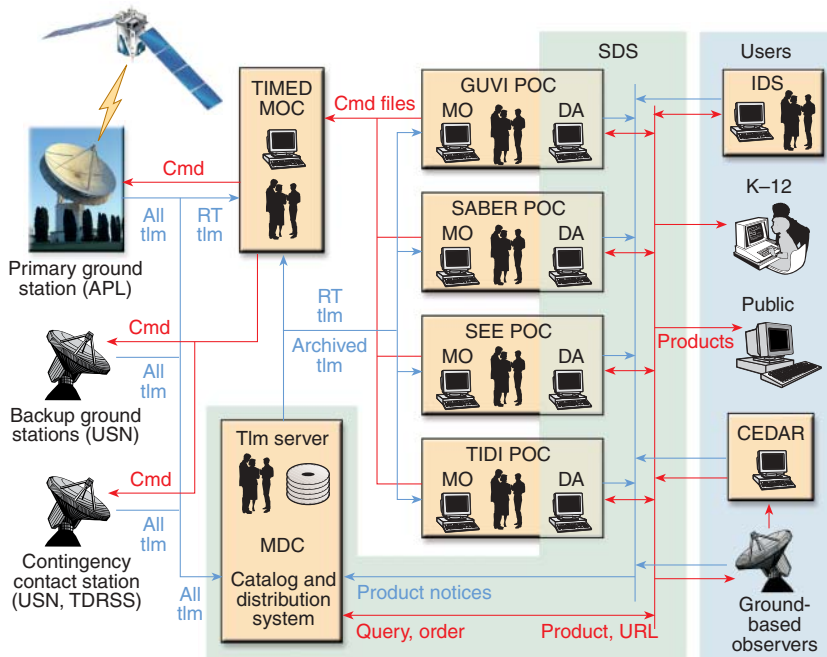 SDS
Users
TIMED
MOC
GUVI POC
MO
DA
IDS
Cmd files
Cmd
All
tlm
RT
tlm
Primary ground
station (APL)
SABER POC
MO
DA
K–12
RT
tlm
Archived
tlm
SEE POC
MO
DA
Public
Products
Cmd
All
tlm
Backup ground
stations (USN)
Tlm server
MDC
Catalog and
distribution
system
TIDI POC
MO
DA
CEDAR
Cmd
All
tlm
Contingency
contact station
(USN, TDRSS)
All
tlm
Product notices
Query, order
Product, URL
Ground-
based
observers